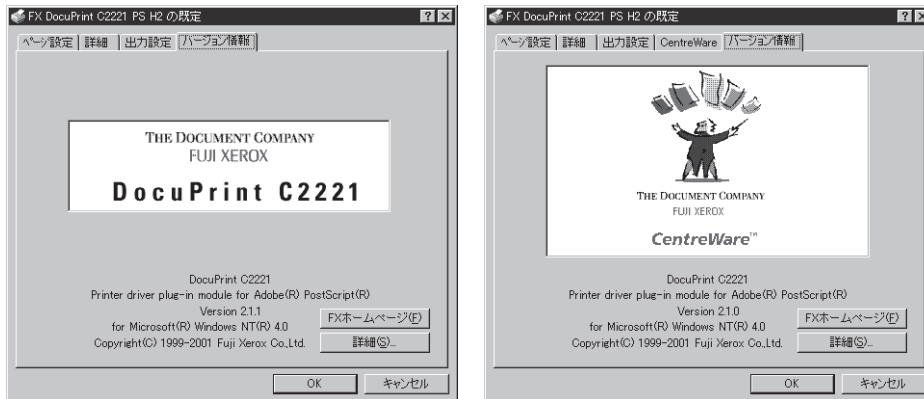 FX DocuPrint C2221 PS H2 の既定
ページ設定 詳細 出力設定 バージョン情報
THE DOCUMENT COMPANY
FUJI XEROX
DocuPrint C2221
DocuPrint C2221
Printer driver plug-in module for Adobe(R) PostScript(R)
Version 2.1.1
for Microsoft(R) Windows NT(R) 4.0
Copyright(C) 1999-2001 Fuji Xerox Co.,Ltd.
FXホームページ(F)
詳細(S)...
OK キャンセル
FX DocuPrint C2221 PS H2 の既定
ページ設定 詳細 出力設定 CentreWare バージョン情報
THE DOCUMENT COMPANY
FUJI XEROX
CentreWare™
DocuPrint C2221
Printer driver plug-in module for Adobe(R) PostScript(R)
Version 2.1.0
for Microsoft(R) Windows NT(R) 4.0
Copyright(C) 1999-2001 Fuji Xerox Co.,Ltd.
FXホームページ(F)
詳細(S)...
OK キャンセル